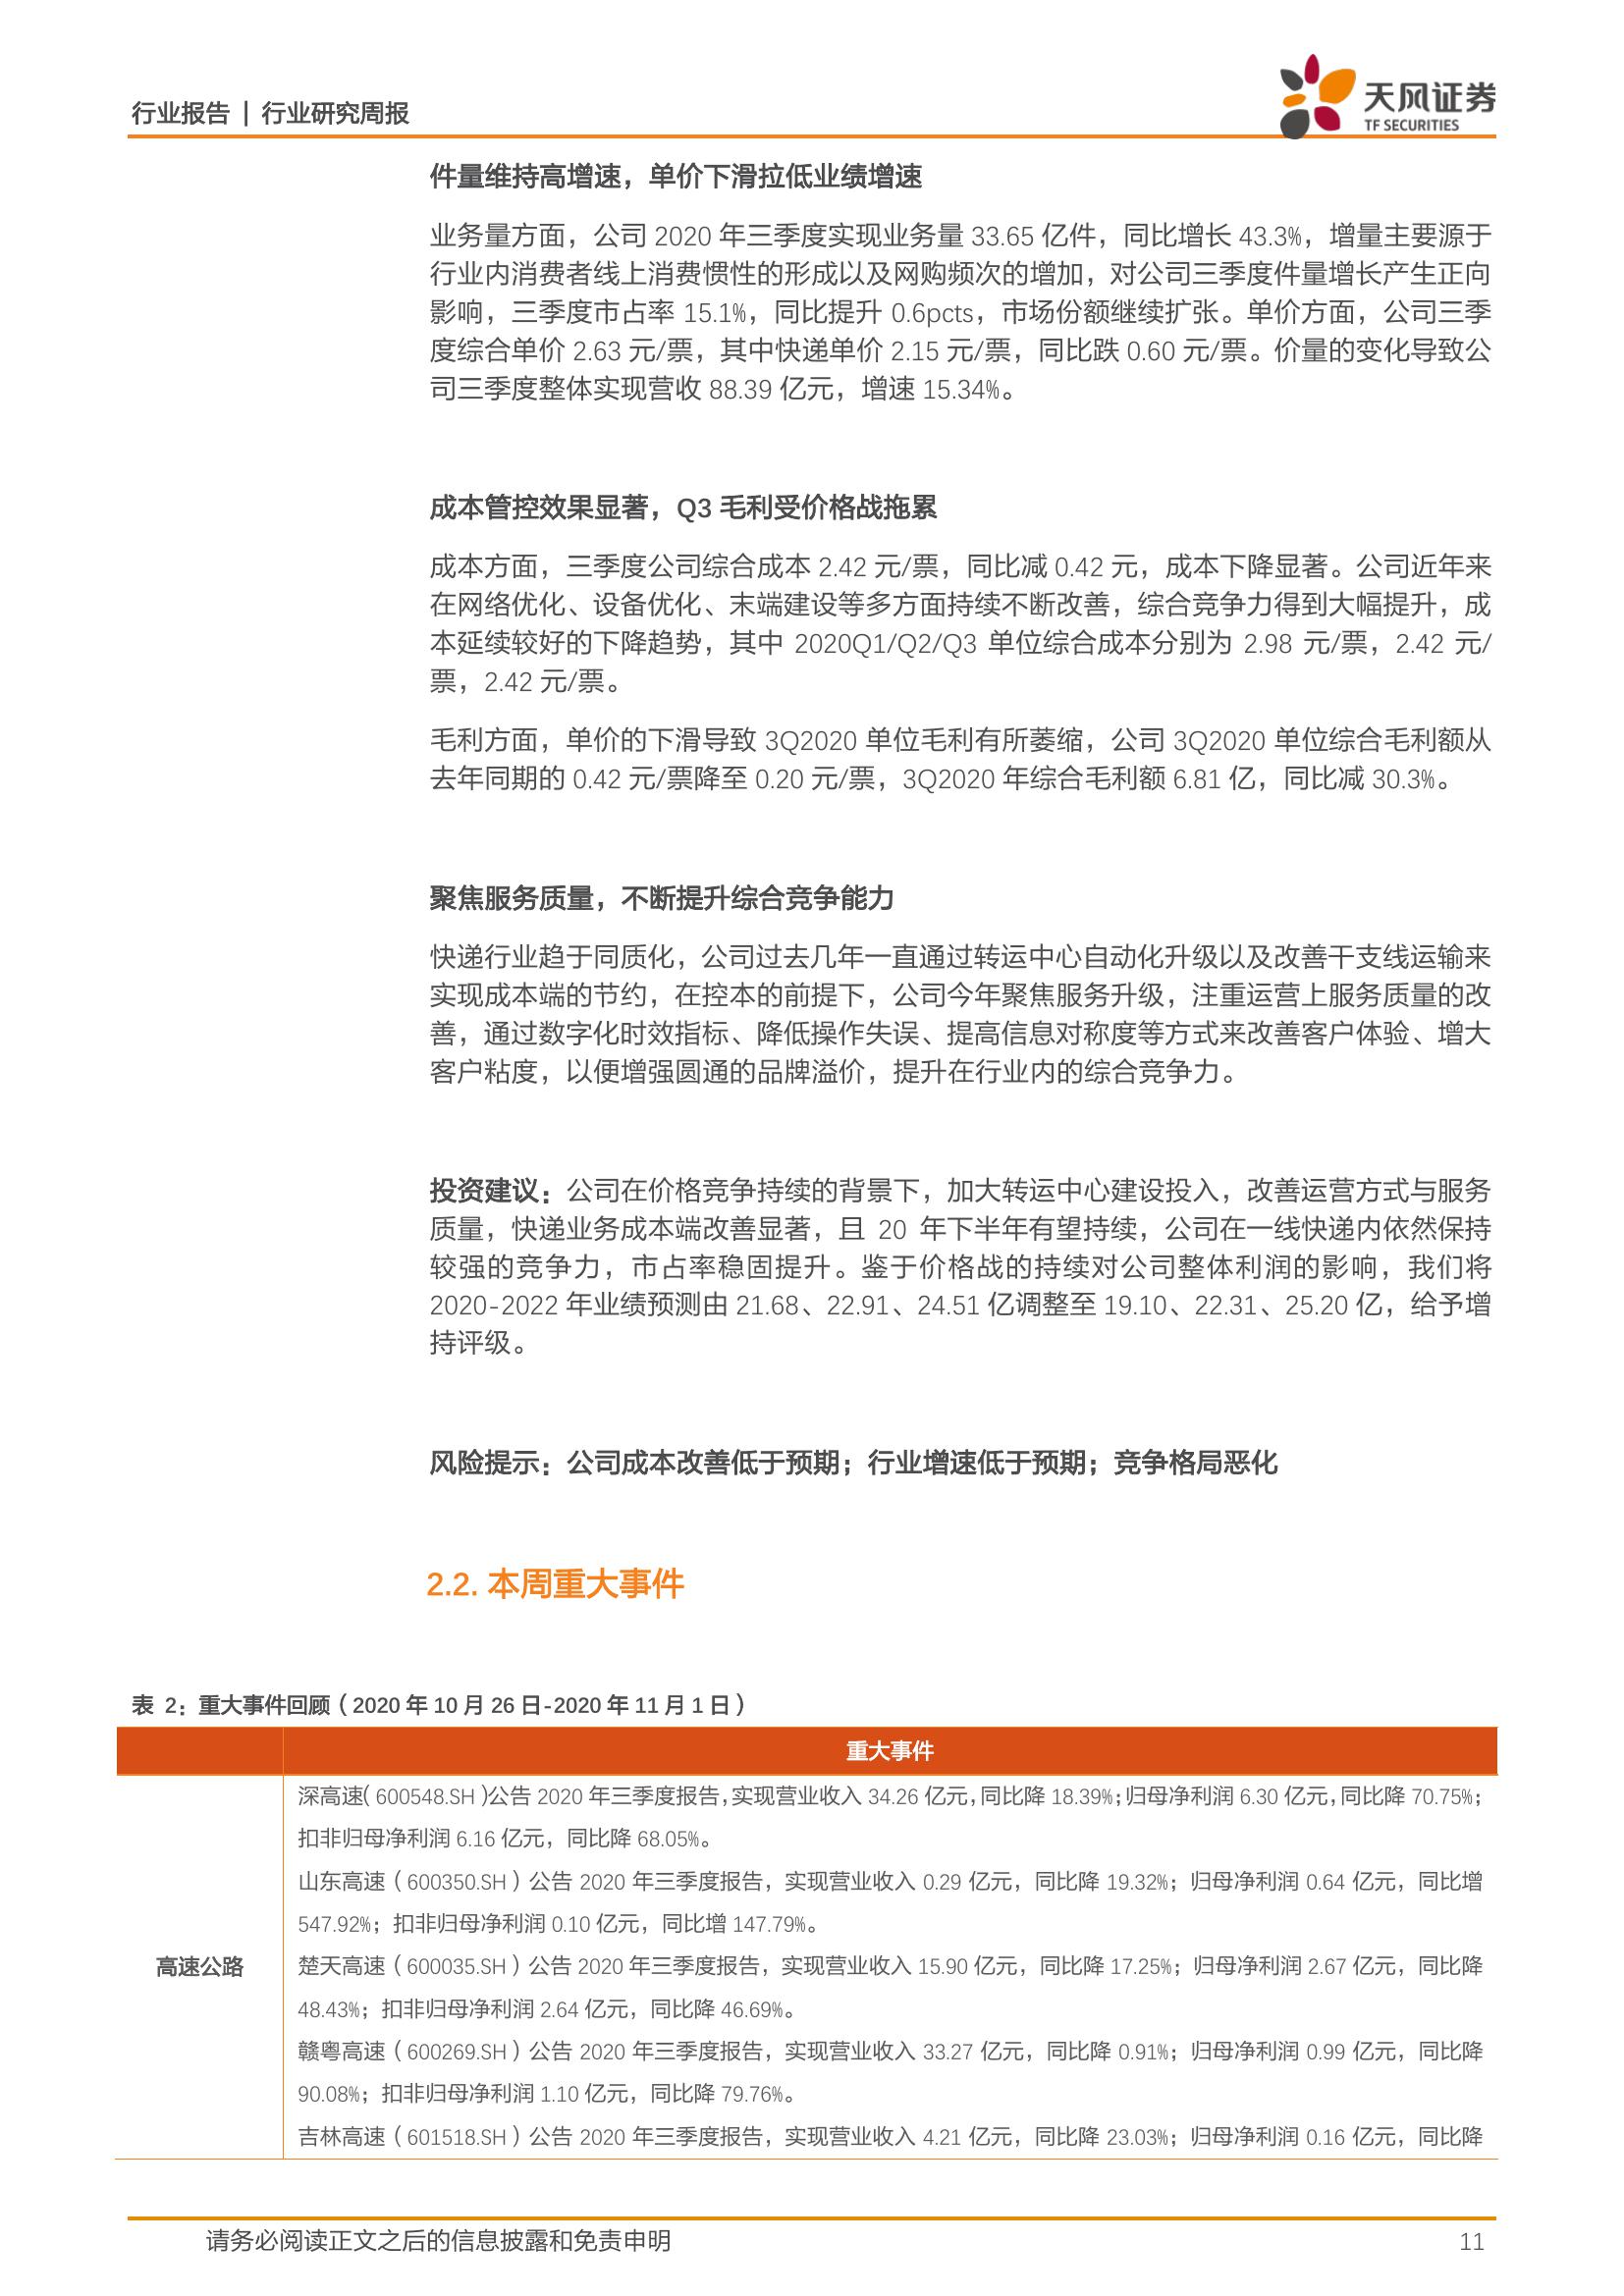 行业报告 | 行业研究周报
天风证券
TF SECURITIES
件量维持高增速，单价下滑拉低业绩增速
业务量方面，公司 2020 年三季度实现业务量 33.65 亿件，同比增长 43.3%，增量主要源于
行业内消费者线上消费惯性的形成以及网购频次的增加，对公司三季度件量增长产生正向
影响，三季度市占率 15.1%，同比提升 0.6pcts，市场份额继续扩张。单价方面，公司三季
度综合单价 2.63 元/票，其中快递单价 2.15 元/票，同比跌 0.60 元/票。价量的变化导致公
司三季度整体实现营收 88.39 亿元，增速 15.34%。
成本管控效果显著，Q3 毛利受价格战拖累
成本方面，三季度公司综合成本 2.42 元/票，同比减 0.42 元，成本下降显著。公司近年来
在网络优化、设备优化、末端建设等多方面持续不断改善，综合竞争力得到大幅提升，成
本延续较好的下降趋势，其中 2020Q1/Q2/Q3 单位综合成本分别为 2.98 元/票，2.42 元/
票，2.42 元/票。
毛利方面，单价的下滑导致 3Q2020 单位毛利有所萎缩，公司 3Q2020 单位综合毛利额从
去年同期的 0.42 元/票降至 0.20 元/票，3Q2020 年综合毛利额 6.81 亿，同比减 30.3%。
聚焦服务质量，不断提升综合竞争能力
快递行业趋于同质化，公司过去几年一直通过转运中心自动化升级以及改善干支线运输来
实现成本端的节约，在控本的前提下，公司今年聚焦服务升级，注重运营上服务质量的改
善，通过数字化时效指标、降低操作失误、提高信息对称度等方式来改善客户体验、增大
客户粘度，以便增强圆通的品牌溢价，提升在行业内的综合竞争力。
投资建议：公司在价格竞争持续的背景下，加大转运中心建设投入，改善运营方式与服务
质量，快递业务成本端改善显著，且 20 年下半年有望持续，公司在一线快递内依然保持
较强的竞争力，市占率稳固提升。鉴于价格战的持续对公司整体利润的影响，我们将
2020-2022 年业绩预测由 21.68、22.91、24.51 亿调整至 19.10、22.31、25.20 亿，给予增
持评级。
风险提示：公司成本改善低于预期；行业增速低于预期；竞争格局恶化
2.2. 本周重大事件
表 2：重大事件回顾（2020 年 10 月 26 日-2020 年 11 月 1 日）
重大事件
深高速（600548.SH）公告 2020 年三季度报告，实现营业收入 34.26 亿元，同比降 18.39%；归母净利润 6.30 亿元，同比降 70.75%；
扣非归母净利润 6.16 亿元，同比降 68.05%。
山东高速（600350.SH）公告 2020 年三季度报告，实现营业收入 0.29 亿元，同比降 19.32%；归母净利润 0.64 亿元，同比增
547.92%；扣非归母净利润 0.10 亿元，同比增 147.79%。
高速公路
楚天高速（600035.SH）公告 2020 年三季度报告，实现营业收入 15.90 亿元，同比降 17.25%；归母净利润 2.67 亿元，同比降
48.43%；扣非归母净利润 2.64 亿元，同比降 46.69%。
赣粤高速（600269.SH）公告 2020 年三季度报告，实现营业收入 33.27 亿元，同比降 0.91%；归母净利润 0.99 亿元，同比降
90.08%；扣非归母净利润 1.10 亿元，同比降 79.76%。
吉林高速（601518.SH）公告 2020 年三季度报告，实现营业收入 4.21 亿元，同比降 23.03%；归母净利润 0.16 亿元，同比降
请务必阅读正文之后的信息披露和免责申明
11